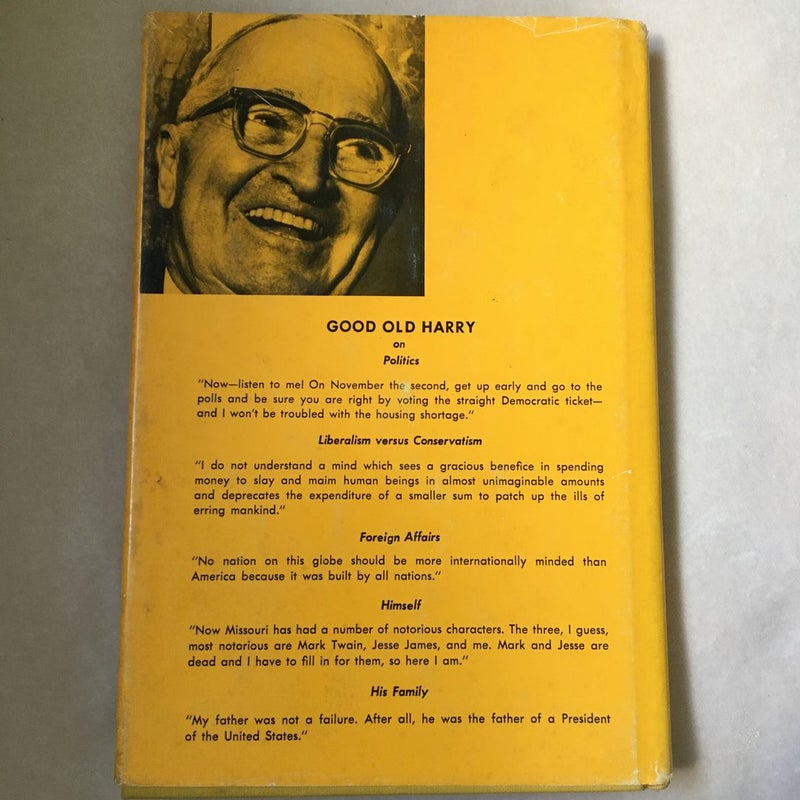 GOOD OLD HARRY
on
Politics
"Now—listen to me! On November the second, get up early and go to the
polls and be sure you are right by voting the straight Democratic ticket—
and I won't be troubled with the housing shortage."
Liberalism versus Conservatism
"I do not understand a mind which sees a gracious benefice in spending
money to slay and maim human beings in almost unimaginable amounts
and deprecates the expenditure of a smaller sum to patch up the ills of
erring mankind."
Foreign Affairs
"No nation on this globe should be more internationally minded than
America because it was built by all nations."
Himself
"Now Missouri has had a number of notorious characters. The three, I guess,
most notorious are Mark Twain, Jesse James, and me. Mark and Jesse are
dead and I have to fill in for them, so here I am."
His Family
"My father was not a failure. After all, he was the father of a President
of the United States."